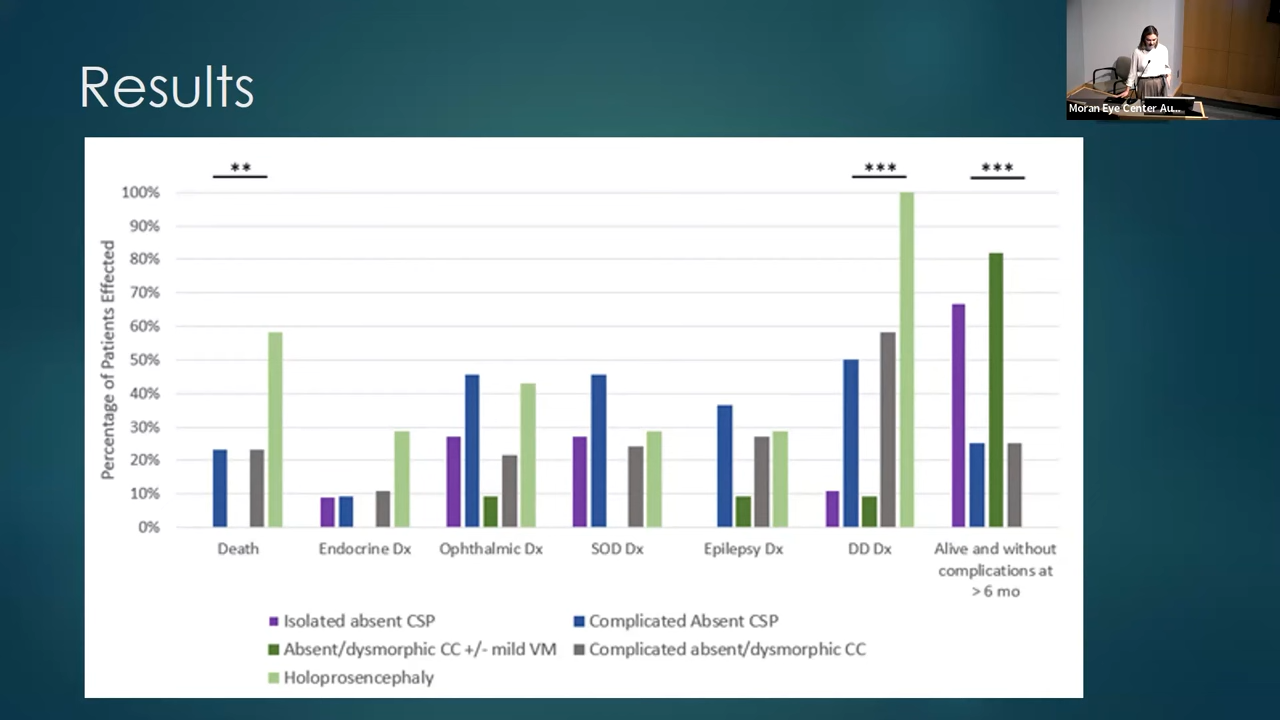 Results
Moran Eye Center Au...
** *** ***
100%
90%
80%
70%
60%
50%
40%
30%
20%
10%
0%
Percentage of Patients Effected
Death Endocrine Dx Ophthalmic Dx SOD Dx Epilepsy Dx DD Dx Alive and without
complications at
> 6 mo
Isolated absent CSP Complicated Absent CSP
Absent/dysmorphic CC +/- mild VM Complicated absent/dysmorphic CC
Holoprosencephaly